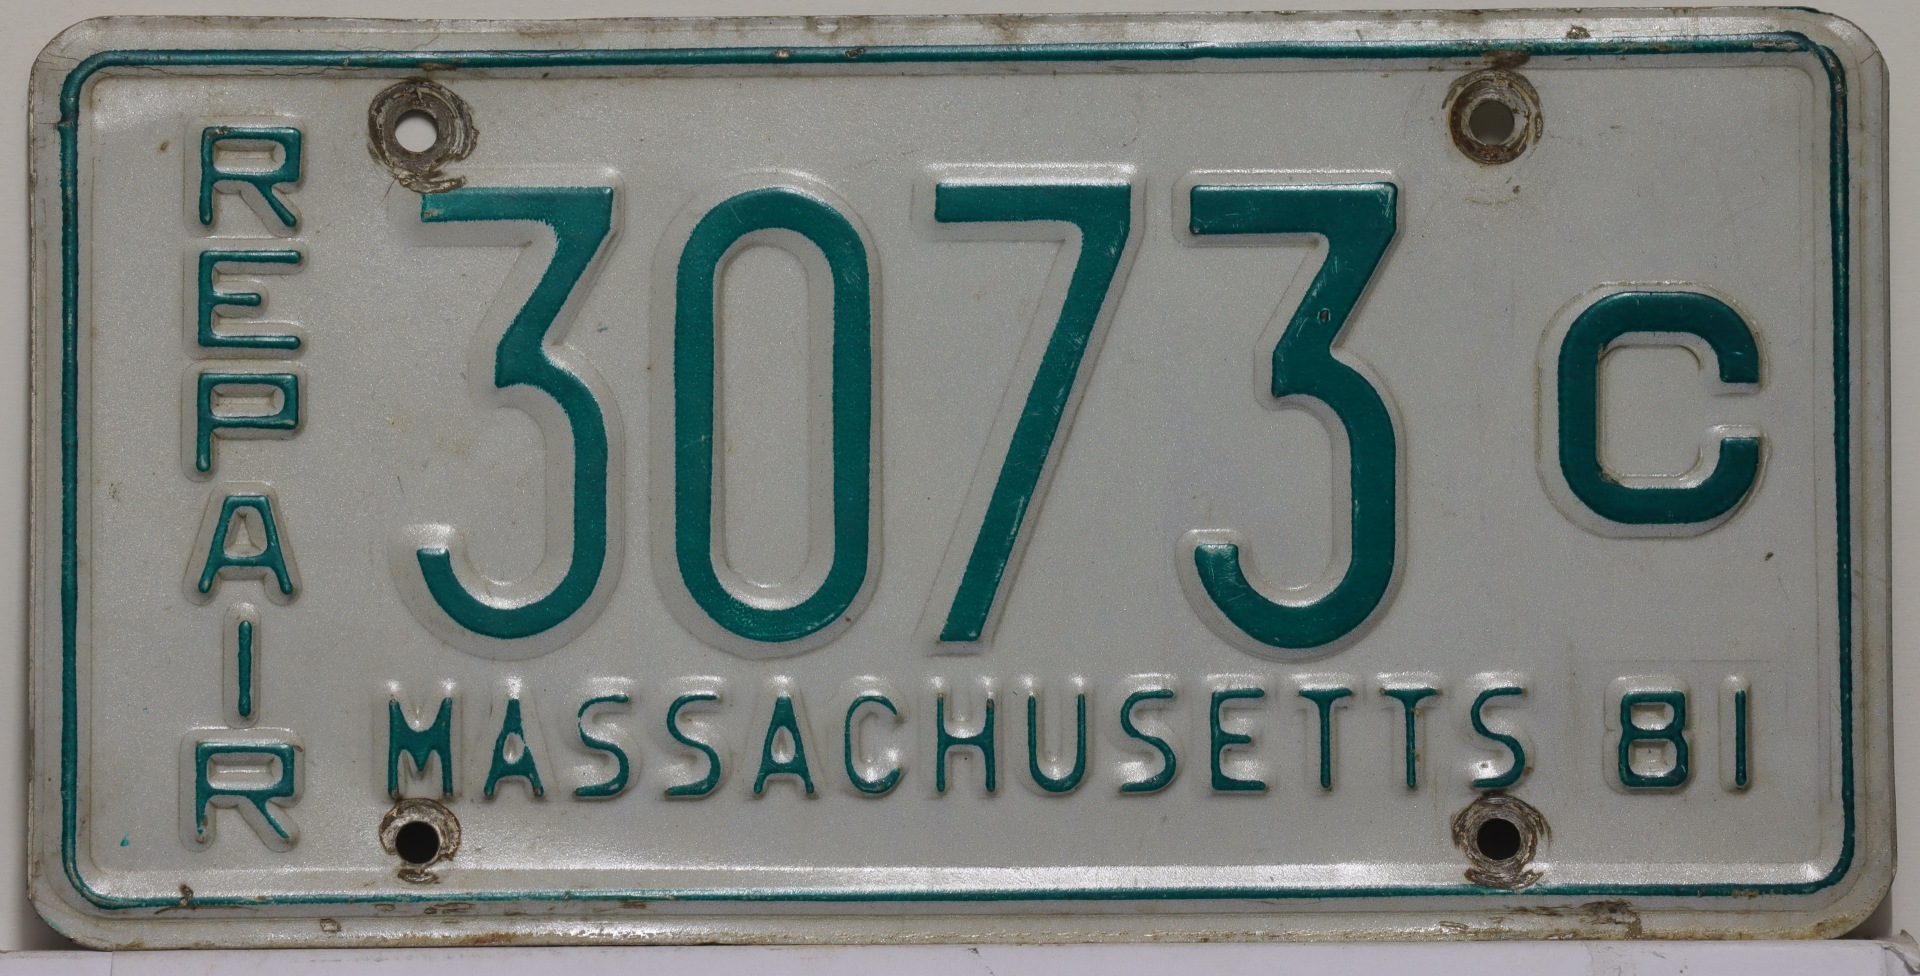 REPAIR
3073 C
MASSACHUSETTS 81